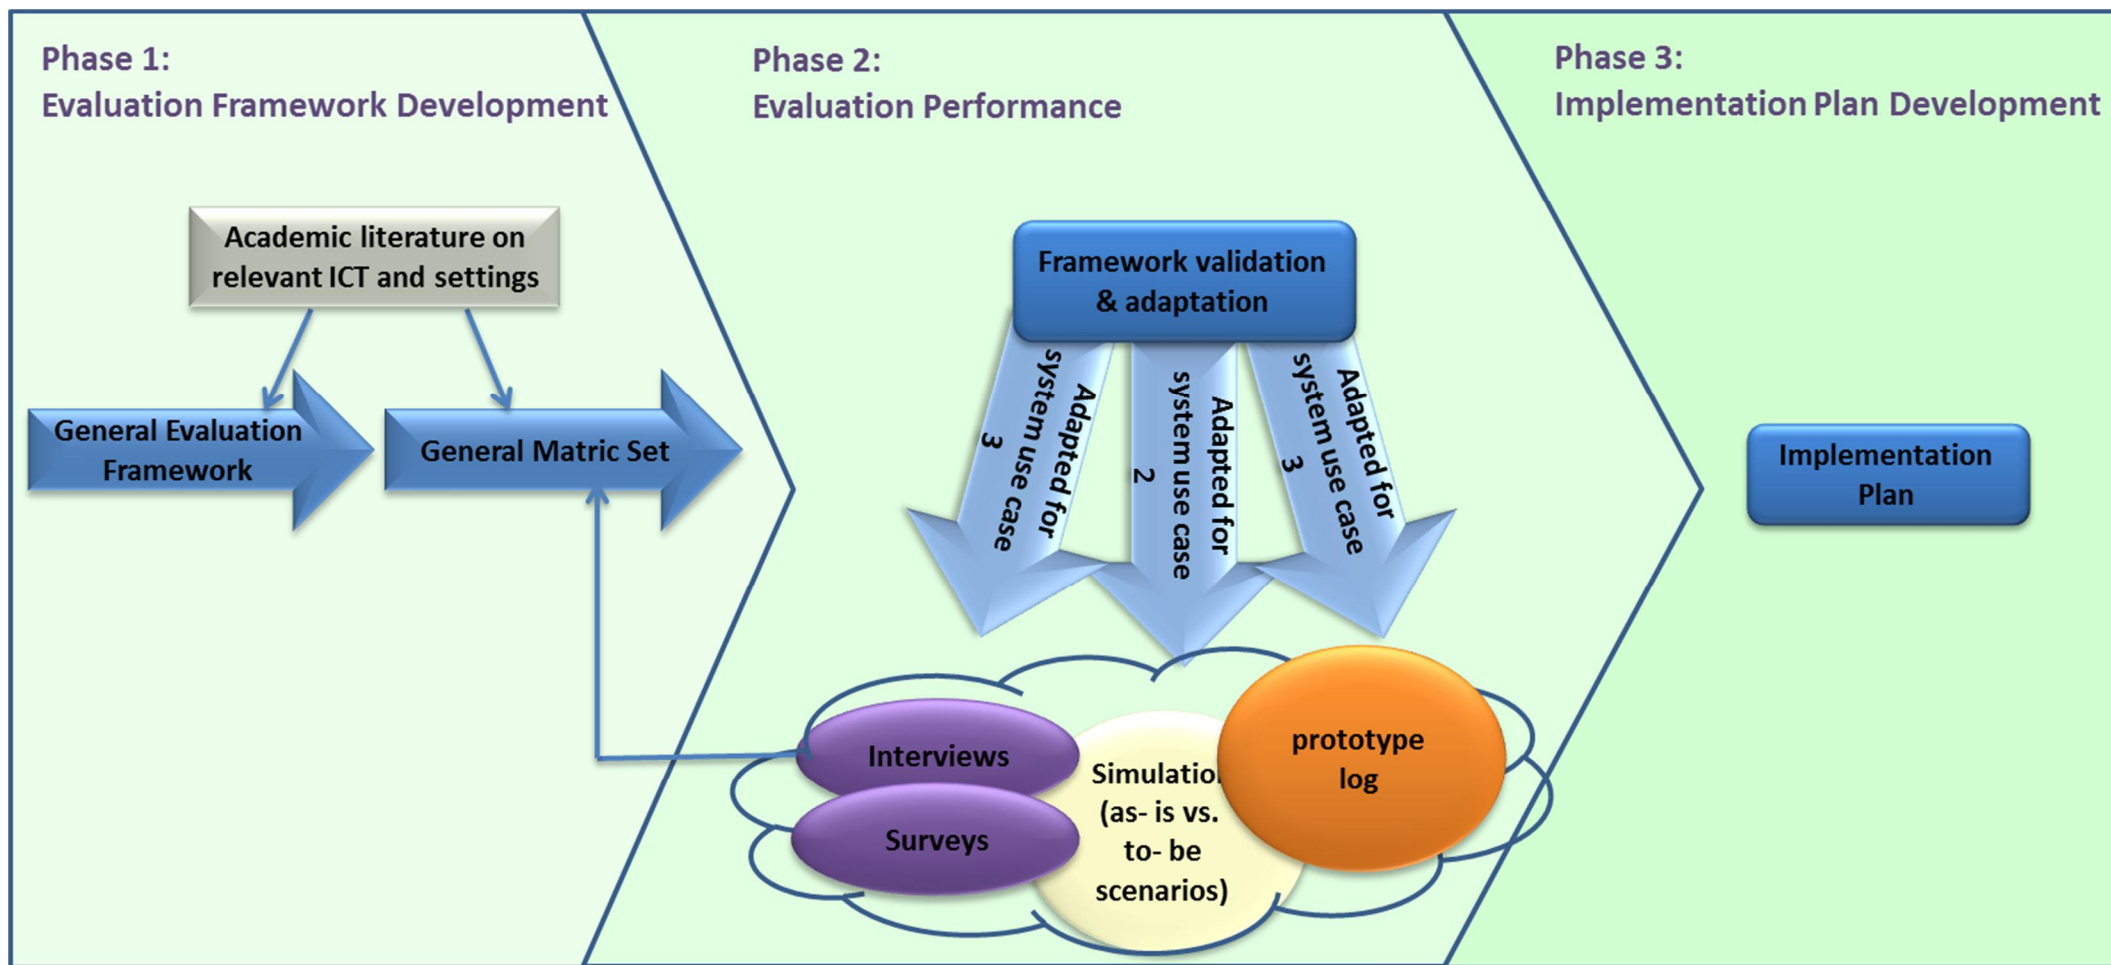 Phase 1:
Evaluation Framework Development
Academic literature on
relevant ICT and settings
General Evaluation
Framework
General Matric Set
Phase 2:
Evaluation Performance
Framework validation
& adaptation
Adapted for
system use case
3
Adapted for
system use case
2
Adapted for
system use case
3
Interviews
Surveys
Simulation
(as- is vs.
to- be
scenarios)
prototype
log
Phase 3:
Implementation Plan Development
Implementation
Plan